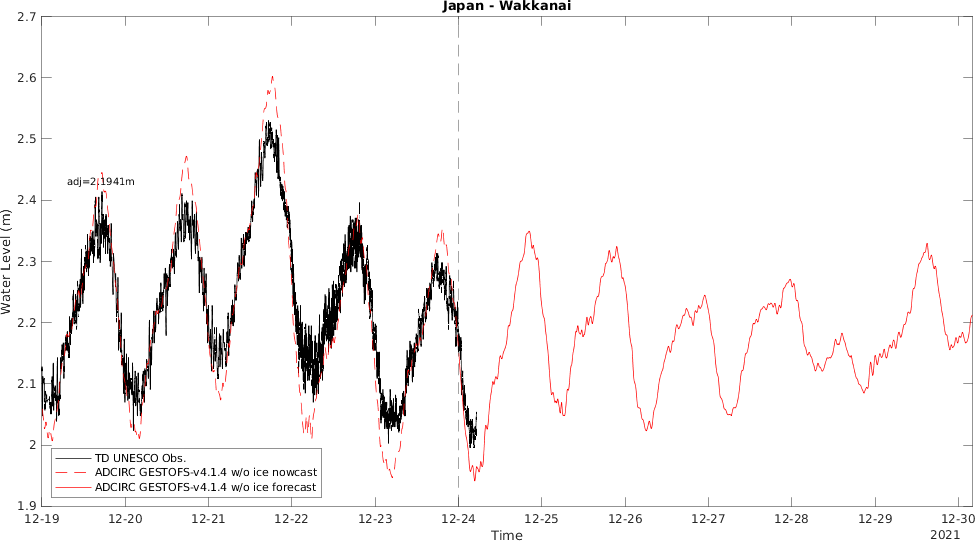 Japan - Wakkanai
2.7
2.6
2.5
2.4
2.3
2.2
2.1
2
1.9
Water Level (m)
adj=2.1941m
TD UNESCO Obs.
ADCIRC GESTOFS-v4.1.4 w/o ice nowcast
ADCIRC GESTOFS-v4.1.4 w/o ice forecast
12-19 12-20 12-21 12-22 12-23 12-24 12-25 12-26 12-27 12-28 12-29 12-30
Time
2021